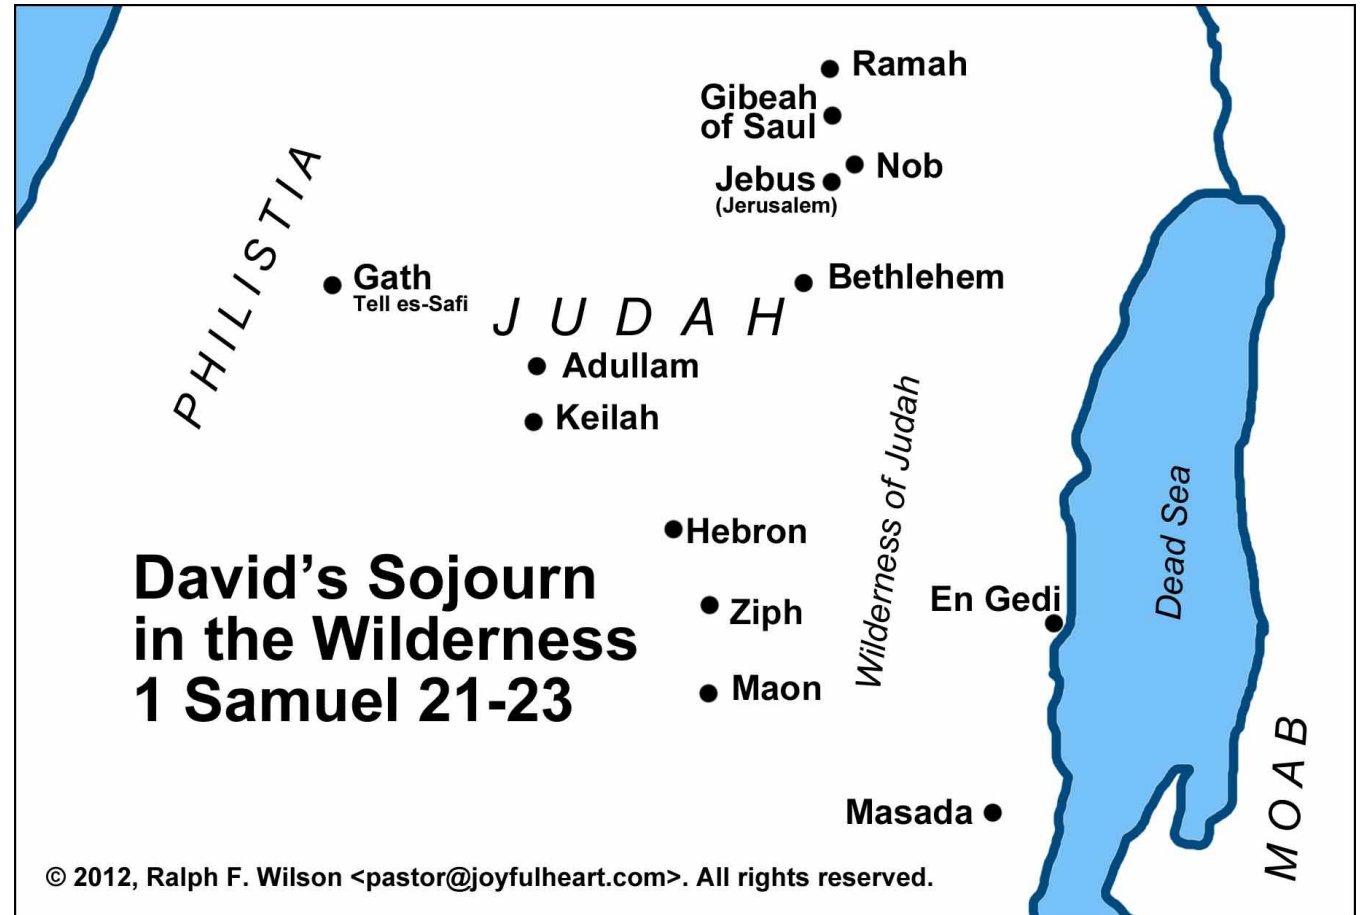 Ramah
Gibeah
of Saul
Nob
Jebus
(Jerusalem)
PHILISTIA
Gath
Tell es-Safi
Bethlehem
JUDAH
Adullam
Keilah
Wilderness of Judah
Dead Sea
Hebron
David’s Sojourn
in the Wilderness
1 Samuel 21-23
Ziph
En Gedi
Maon
MOAB
Masada
© 2012, Ralph F. Wilson <pastor@joyfulheart.com>. All rights reserved.